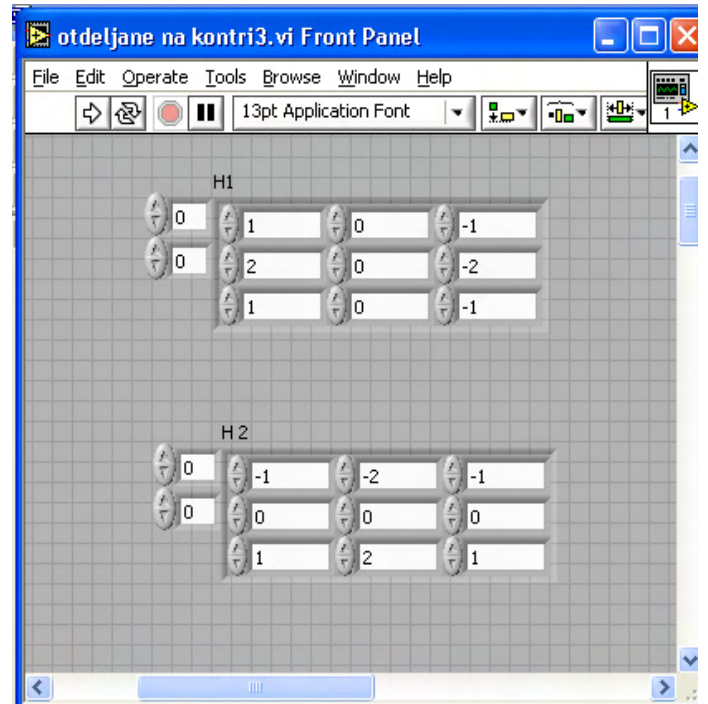 otdeljane na kontri3.vi Front Panel
File Edit Operate Tools Browse Window Help
13pt Application Font
1
H1
0 1 0 -1
0 2 0 -2
1 0 -1
H 2
0 -1 -2 -1
0 0 0 0
1 2 1